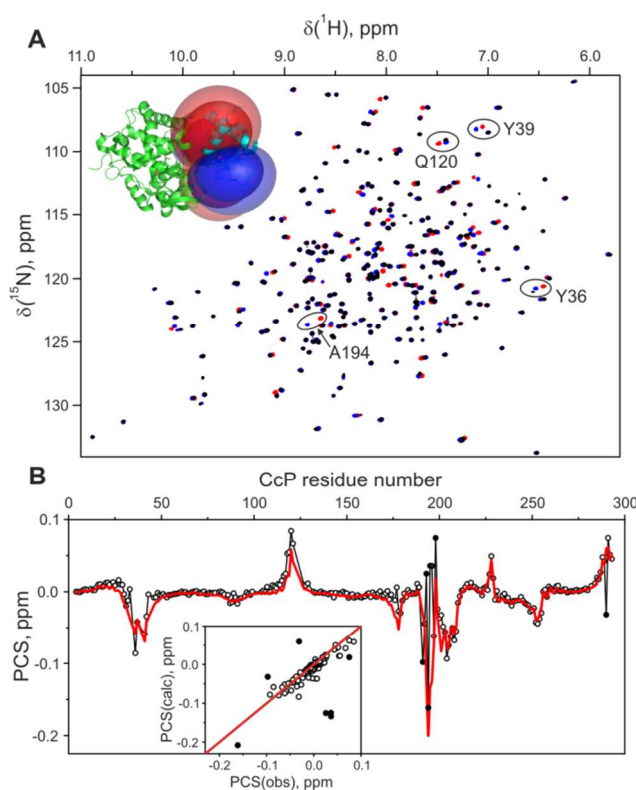 A
δ(¹H), ppm
11.0 10.0 9.0 8.0 7.0 6.0
δ(¹⁵N), ppm
105
110
115
120
125
130
Y39
Q120
Y36
A194
B
CcP residue number
0 50 100 150 200 250 300
PCS, ppm
0.1
0.0
-0.1
-0.2
PCS(calc), ppm
0.1
0.0
-0.1
-0.2
-0.2 -0.1 0.0 0.1
PCS(obs), ppm